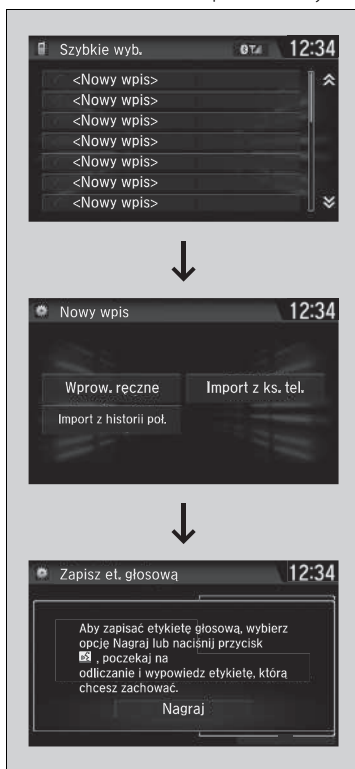 Szybkie wyb. 12:34
<Nowy wpis>
<Nowy wpis>
<Nowy wpis>
<Nowy wpis>
<Nowy wpis>
<Nowy wpis>
<Nowy wpis>
Nowy wpis 12:34
Wprow. ręczne Import z ks. tel.
Import z historii poł.
Zapisz et. głosową 12:34
Aby zapisać etykietę głosową, wybierz
opcję Nagraj lub naciśnij przycisk
, poczekaj na
odliczanie i wypowiedz etykietę, którą
chcesz zachować.
Nagraj